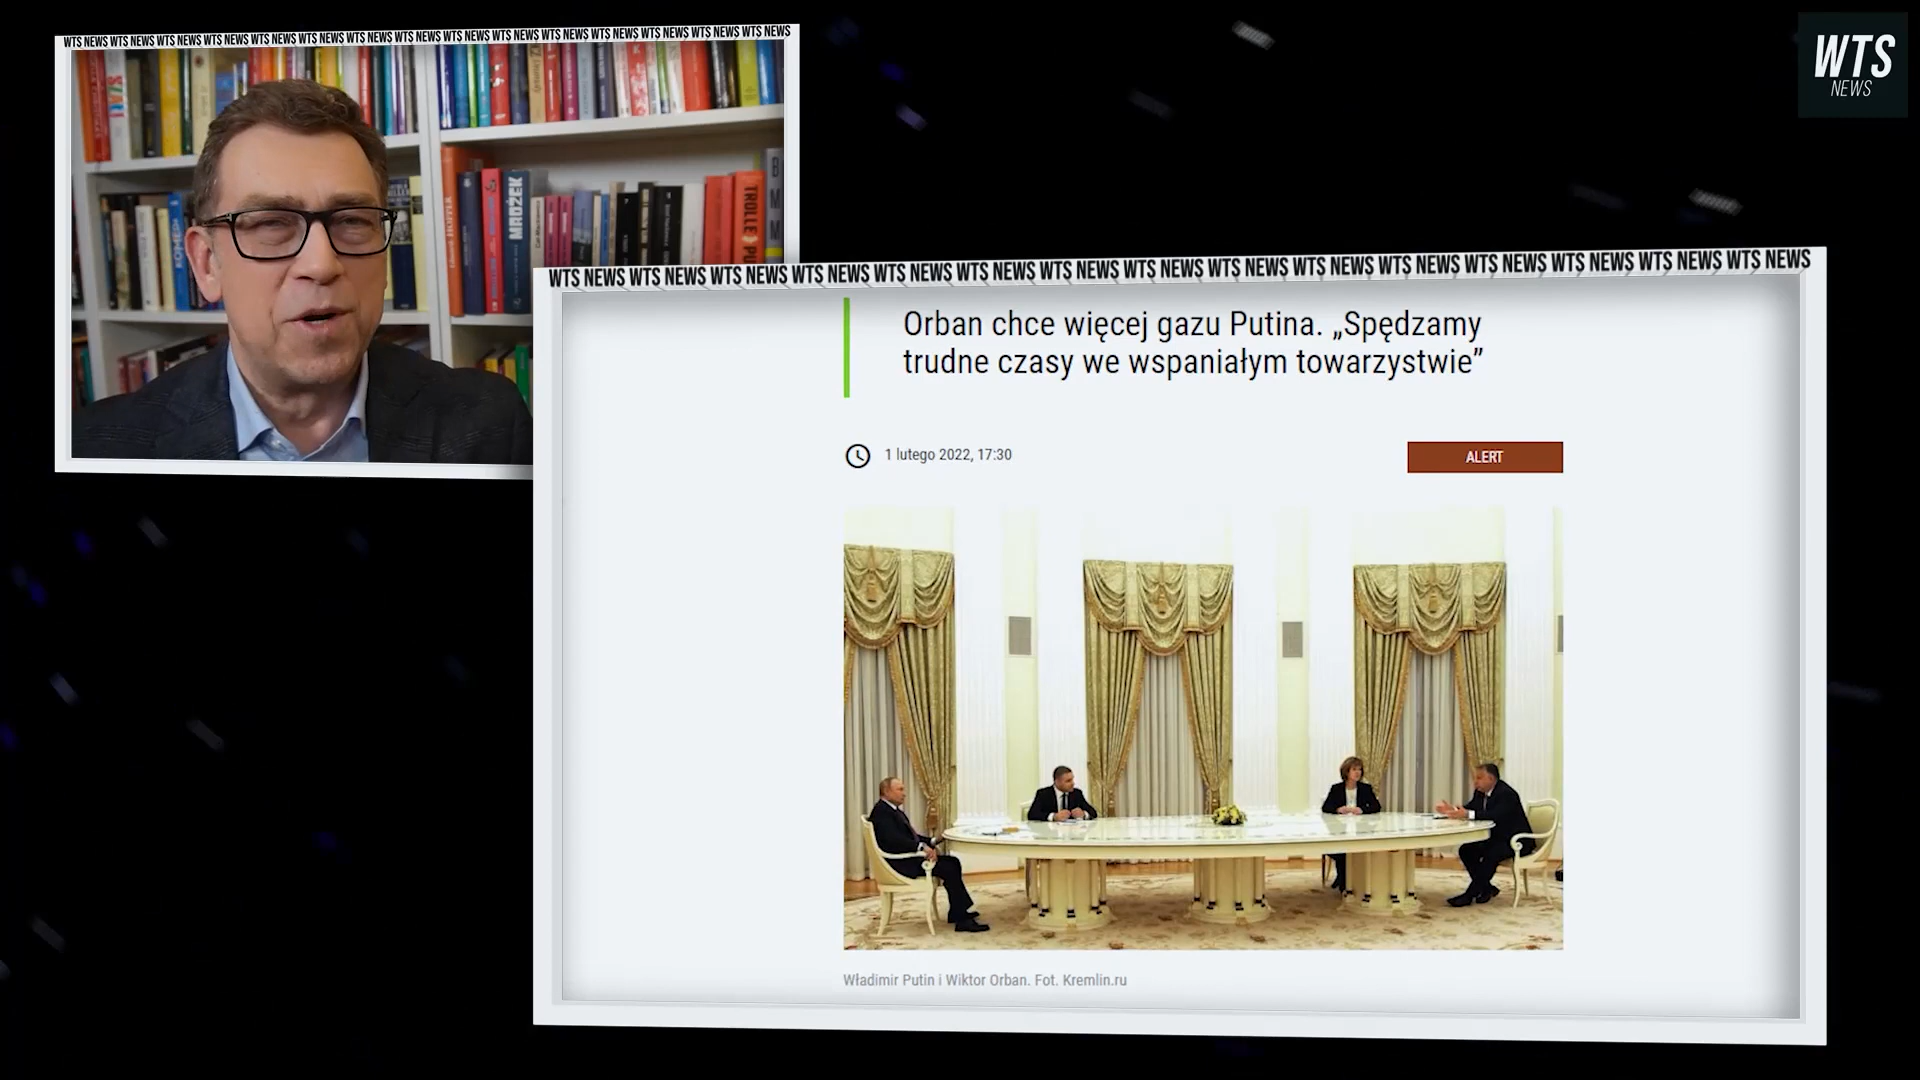 WTS NEWS WTS NEWS WTS NEWS WTS NEWS WTS NEWS WTS NEWS WTS NEWS WTS NEWS WTS NEWS WTS NEWS WTS NEWS WTS NEWS WTS NEWS WTS NEWS WTS NEWS
WTS
NEWS
SZALE
MROŻEK
KOMEDA
TROLLE
WTS NEWS WTS NEWS WTS NEWS WTS NEWS WTS NEWS WTS NEWS WTS NEWS WTS NEWS WTS NEWS WTS NEWS WTS NEWS WTS NEWS WTS NEWS WTS NEWS WTS NEWS
Orban chce więcej gazu Putina. „Spędzamy
trudne czasy we wspaniałym towarzystwie”
1 lutego 2022, 17:30
ALERT
Władimir Putin i Wiktor Orban. Fot. Kremlin.ru